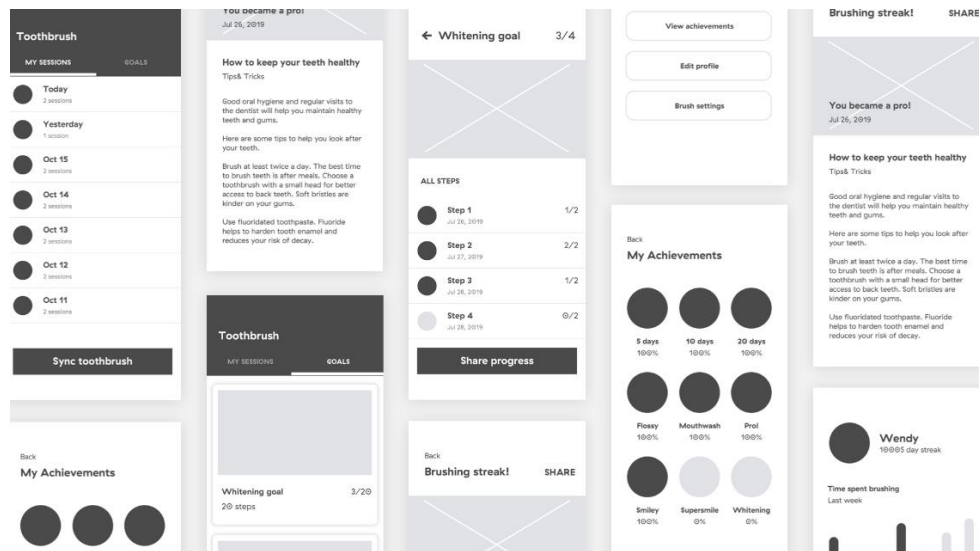 Toothbrush
MY SESSIONS
GOALS
Today
2 sessions
Yesterday
1 session
Oct 15
2 sessions
Oct 14
2 sessions
Oct 13
2 sessions
Oct 12
2 sessions
Oct 11
2 sessions
Sync toothbrush
Back
My Achievements
You became a pro!
Jul 26, 2019
How to keep your teeth healthy
Tips& Tricks
Good oral hygiene and regular visits to
the dentist will help you maintain healthy
teeth and gums.
Here are some tips to help you look after
your teeth.
Brush at least twice a day. The best time
to brush teeth is after meals. Choose a
toothbrush with a small head for better
access to back teeth. Soft bristles are
kinder on your gums.
Use fluoridated toothpaste. Fluoride
helps to harden tooth enamel and
reduces your risk of decay.
Toothbrush
MY SESSIONS
GOALS
Whitening goal
3/20
20 steps
Whitening goal
3/4
ALL STEPS
Step 1
1/2
Jul 26, 2019
Step 2
2/2
Jul 27, 2019
Step 3
1/2
Jul 28, 2019
Step 4
0/2
Jul 28, 2019
Share progress
Back
Brushing streak!
SHARE
View achievements
Edit profile
Brush settings
Back
My Achievements
5 days
10 days
20 days
100%
100%
100%
Flossy
Mouthwash
Pro!
100%
100%
100%
Smiley
Supersmile
Whitening
100%
0%
0%
Brushing streak!
SHARE
You became a pro!
Jul 26, 2019
How to keep your teeth healthy
Tips& Tricks
Good oral hygiene and regular visits to
the dentist will help you maintain healthy
teeth and gums.
Here are some tips to help you look after
your teeth.
Brush at least twice a day. The best time
to brush teeth is after meals. Choose a
toothbrush with a small head for better
access to back teeth. Soft bristles are
kinder on your gums.
Use fluoridated toothpaste. Fluoride
helps to harden tooth enamel and
reduces your risk of decay.
Wendy
10005 day streak
Time spent brushing
Last week